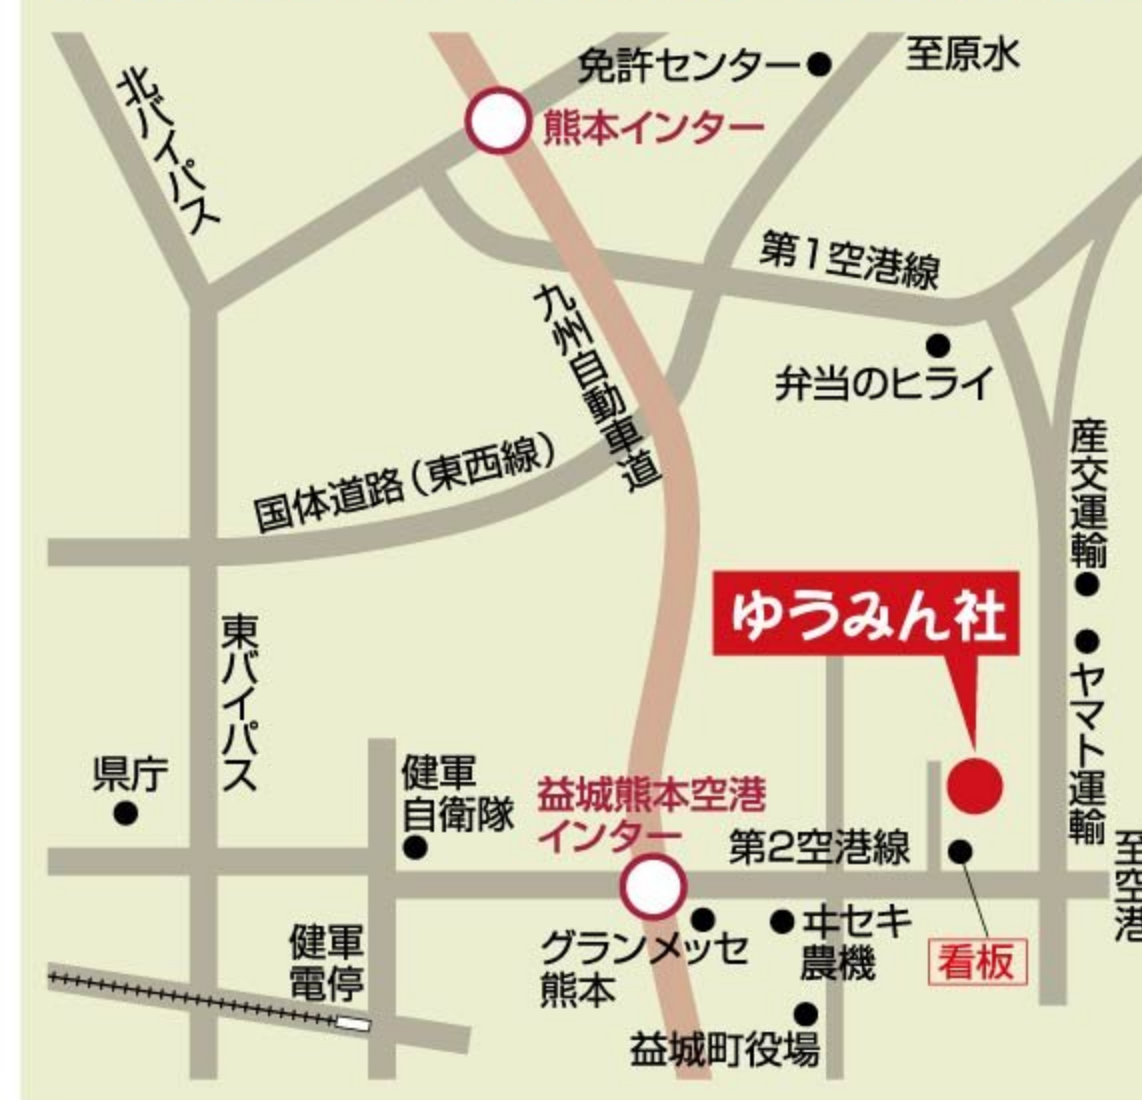 免許センター
至原水
北バイパス
熊本インター
第1空港線
九州自動車道
弁当のヒライ
国体道路（東西線）
産交運輸
ゆうみん社
東バイパス
ヤマト運輸
県庁
健軍
自衛隊
益城熊本空港
インター
第2空港線
至空港
健軍
電停
グランメッセ
熊本
ヰセキ
農機
看板
益城町役場